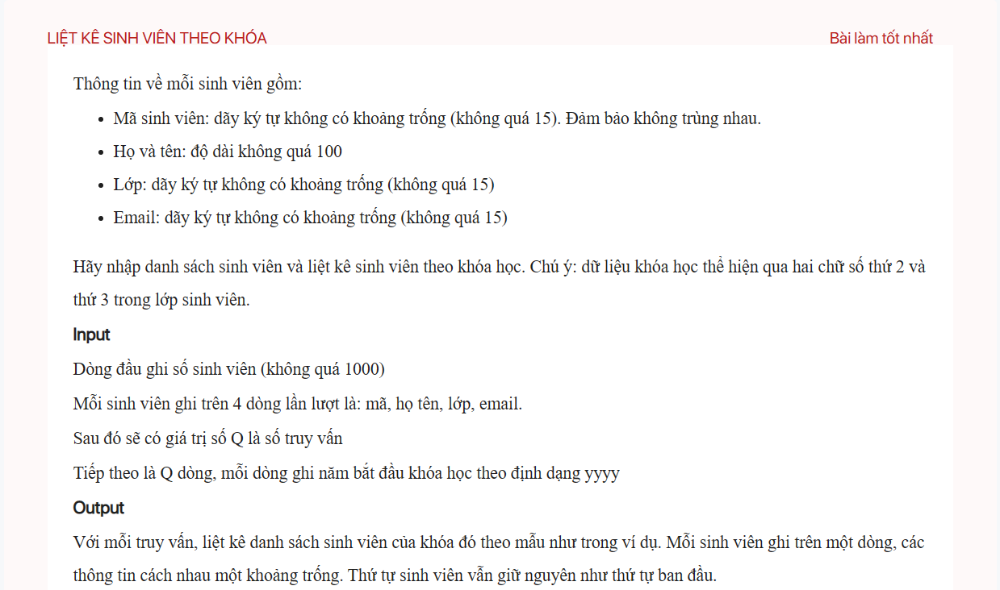 LIỆT KÊ SINH VIÊN THEO KHÓA
Bài làm tốt nhất
Thông tin về mỗi sinh viên gồm:
• Mã sinh viên: dãy ký tự không có khoảng trống (không quá 15). Đảm bảo không trùng nhau.
• Họ và tên: độ dài không quá 100
• Lớp: dãy ký tự không có khoảng trống (không quá 15)
• Email: dãy ký tự không có khoảng trống (không quá 15)
Hãy nhập danh sách sinh viên và liệt kê sinh viên theo khóa học. Chú ý: dữ liệu khóa học thể hiện qua hai chữ số thứ 2 và
thứ 3 trong lớp sinh viên.
Input
Dòng đầu ghi số sinh viên (không quá 1000)
Mỗi sinh viên ghi trên 4 dòng lần lượt là: mã, họ tên, lớp, email.
Sau đó sẽ có giá trị số Q là số truy vấn
Tiếp theo là Q dòng, mỗi dòng ghi năm bắt đầu khóa học theo định dạng yyyy
Output
Với mỗi truy vấn, liệt kê danh sách sinh viên của khóa đó theo mẫu như trong ví dụ. Mỗi sinh viên ghi trên một dòng, các
thông tin cách nhau một khoảng trống. Thứ tự sinh viên vẫn giữ nguyên như thứ tự ban đầu.